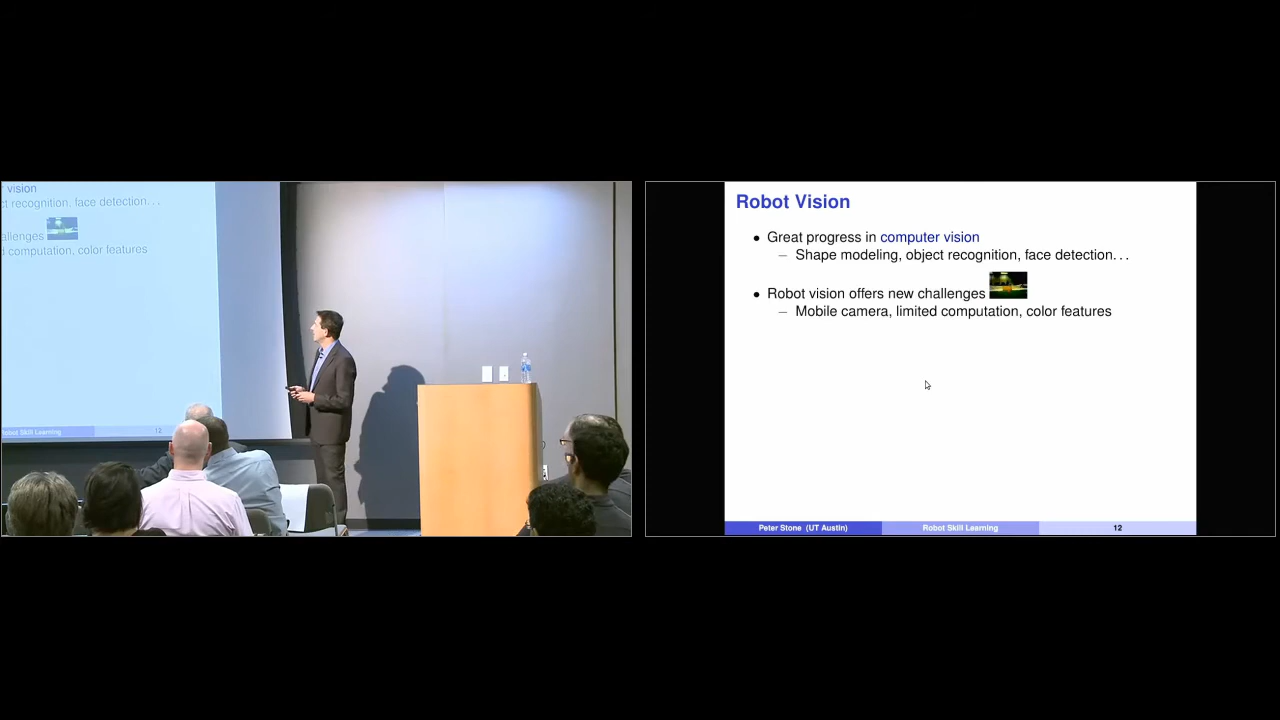 vision
ct recognition, face detection...
allenges
d computation, color features
Robot Skill Learning
12
Robot Vision
• Great progress in computer vision
– Shape modeling, object recognition, face detection...
• Robot vision offers new challenges
– Mobile camera, limited computation, color features
Peter Stone (UT Austin)
Robot Skill Learning
12